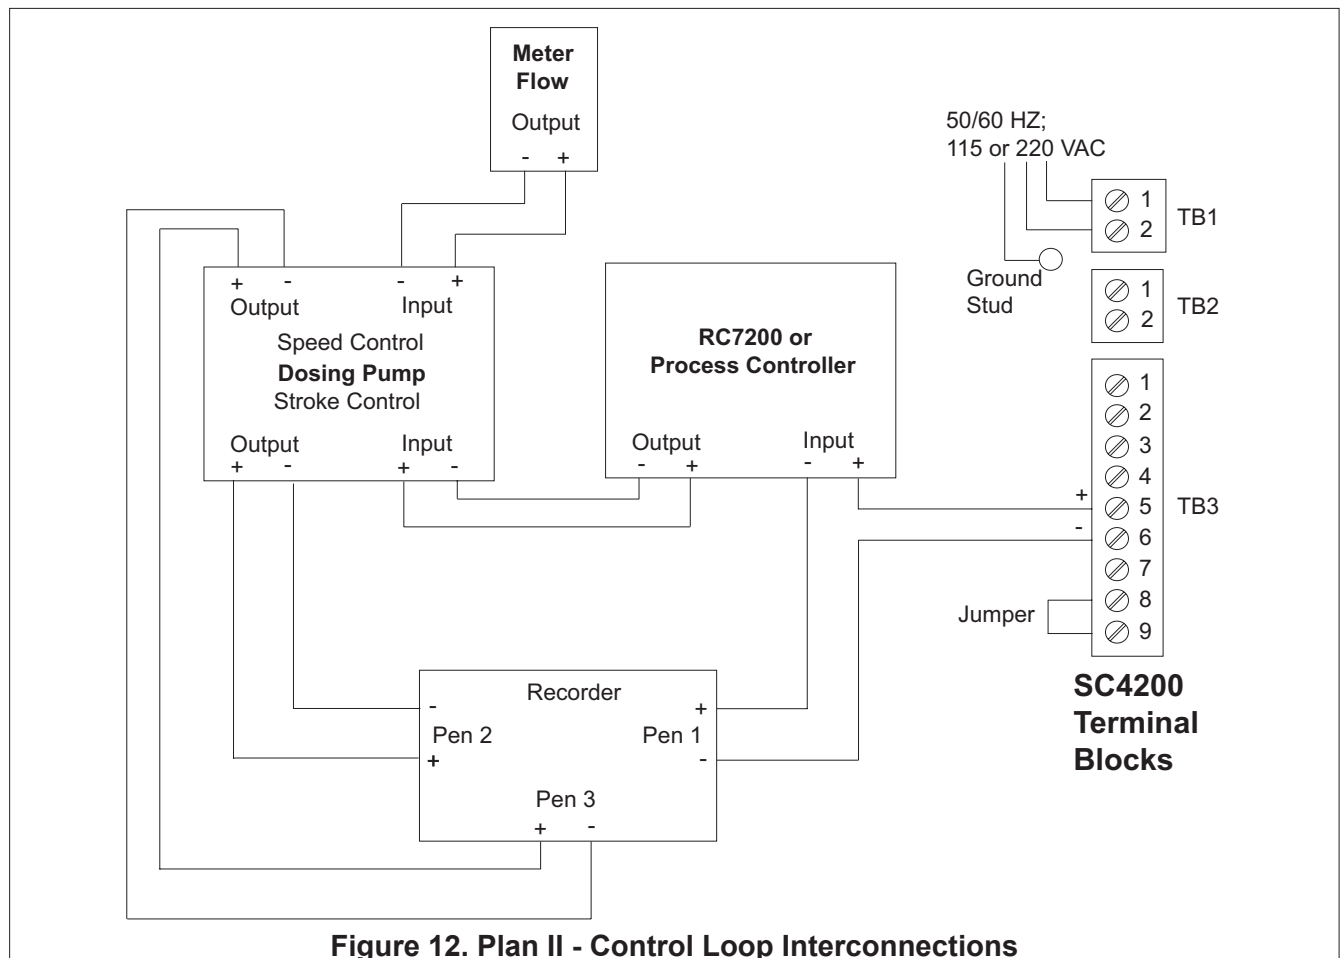 Meter
Flow
Output
- +
50/60 HZ;
115 or 220 VAC
1
2
TB1
Ground
Stud
1
2
TB2
+ - - +
Output Input
Speed Control
Dosing Pump
Stroke Control
Output Input
+ - + -
RC7200 or
Process Controller
Output Input
- + - +
1
2
3
4
+ 5
- 6
7
8
9
TB3
Jumper
SC4200
Terminal
Blocks
Recorder
- +
Pen 2 Pen 1
+ -
Pen 3
+ -
Figure 12. Plan II - Control Loop Interconnections